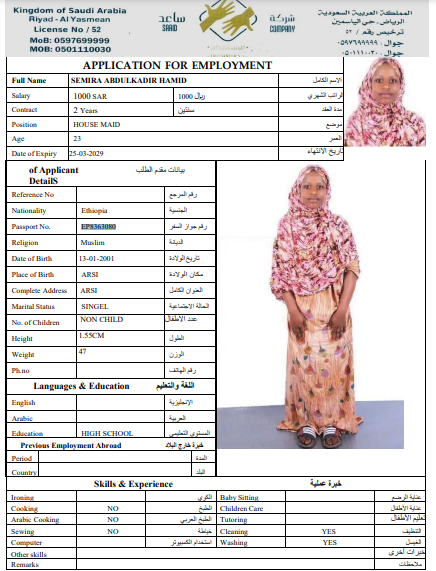 Kingdom of Saudi Arabia
Riyad - Al Yasmean
License No / 52
MoB: 0597699999
MOB: 0501110030
ساعد
SAAID
شركة
COMPANY
المملكة العربية السعودية
الرياض - حي الياسمين
ترخيص رقم / ٥٢
جوال : ٠٥٩٧٦٩٩٩٩٩
جوال : ٠٥٠١١١٠٠٣٠
APPLICATION FOR EMPLOYMENT
Full Name SEMIRA ABDULKADIR HAMID الاسم الكامل
Salary 1000 SAR 1000 ريال الراتب الشهري
Contract 2 Years سنتين مدة العقد
Position HOUSE MAID موضع
Age 23 العمر
Date of Expiry 25-03-2029 تاريخ الانتهاء
of Applicant بيانات مقدم الطلب
DetailS
Reference No رقم المرجع
Nationality Ethiopia الجنسية
Passport No. EP8363080 رقم جواز السفر
Religion Muslim الديانة
Date of Birth 13-01-2001 تاريخ الولادة
Place of Birth ARSI مكان الولادة
Complete Address ARSI العنوان الكامل
Marital Status SINGEL الحالة الاجتماعية
No. of Children NON CHILD عدد الاطفال
Height 1.55CM الطول
Weight 47 الوزن
Ph.no رقم الهاتف
Languages & Education اللغة والتعليم
English الإنجليزية
Arabic العربية
Education HIGH SCHOOL المستوى التعليمي
Previous Employment Abroad خبرة خارج البلاد
Period المدة
Country البلد
Skills & Experience خبرة عملية
Ironing الكوي Baby Sitting عناية الرضع
Cooking NO الطبخ Children Care عناية الأطفال
Arabic Cooking NO الطبخ العربي Tutoring تعليم الأطفال
Sewing NO خياطة Cleaning YES التنظيف
Computer استخدام الكمبيوتر Washing YES الغسيل
Other skills خبرات أخرى
Remarks ملاحظات